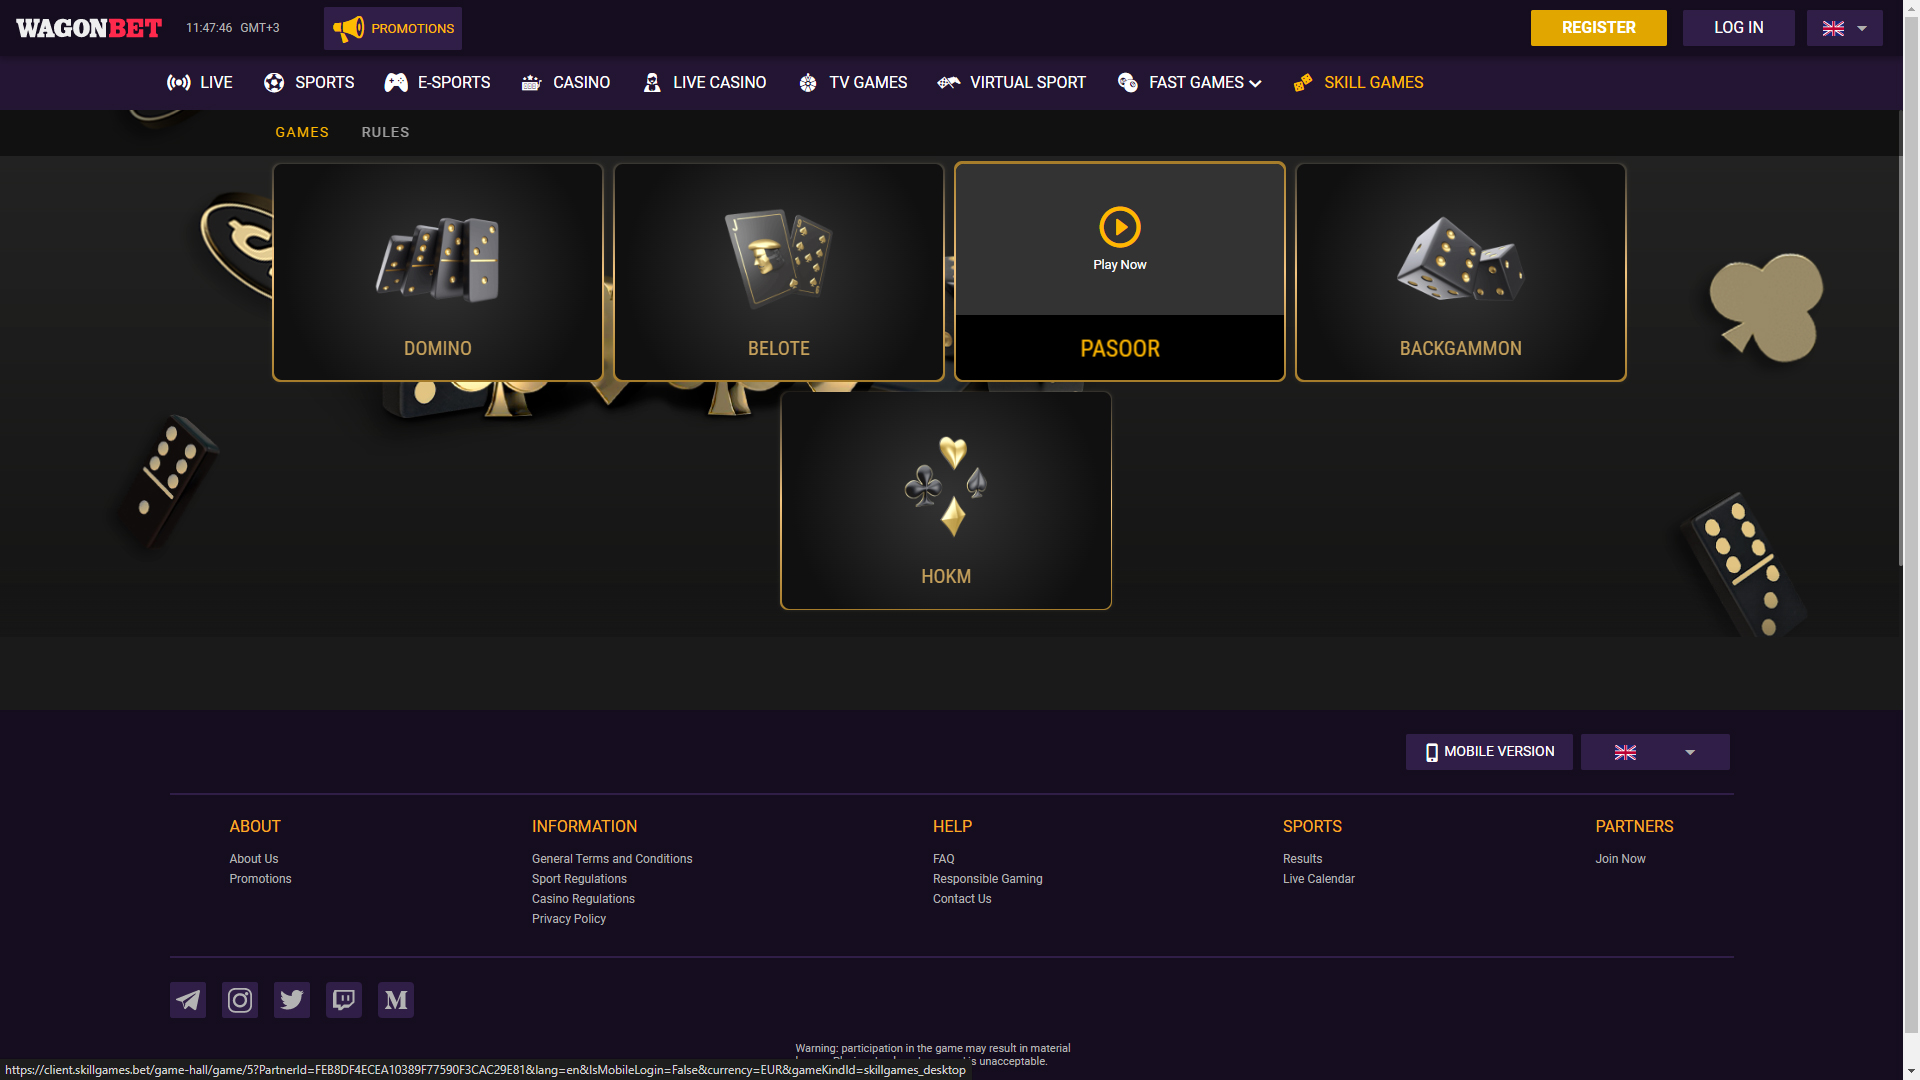 WAGONBET
11:47:46 GMT+3
PROMOTIONS
REGISTER
LOG IN
LIVE
SPORTS
E-SPORTS
CASINO
LIVE CASINO
TV GAMES
VIRTUAL SPORT
FAST GAMES
SKILL GAMES
GAMES
RULES
J
DOMINO
BELOTE
Play Now
PASOOR
BACKGAMMON
HOKM
MOBILE VERSION
ABOUT
About Us
Promotions
INFORMATION
General Terms and Conditions
Sport Regulations
Casino Regulations
Privacy Policy
HELP
FAQ
Responsible Gaming
Contact Us
SPORTS
Results
Live Calendar
PARTNERS
Join Now
M
Warning: participation in the game may result in material
is unacceptable.
https://client.skillgames.bet/game-hall/game/5?PartnerId=FEB8DF4ECEA10389F77590F3CAC29E81&lang=en&IsMobileLogin=False&currency=EUR&gameKindId=skillgames_desktop